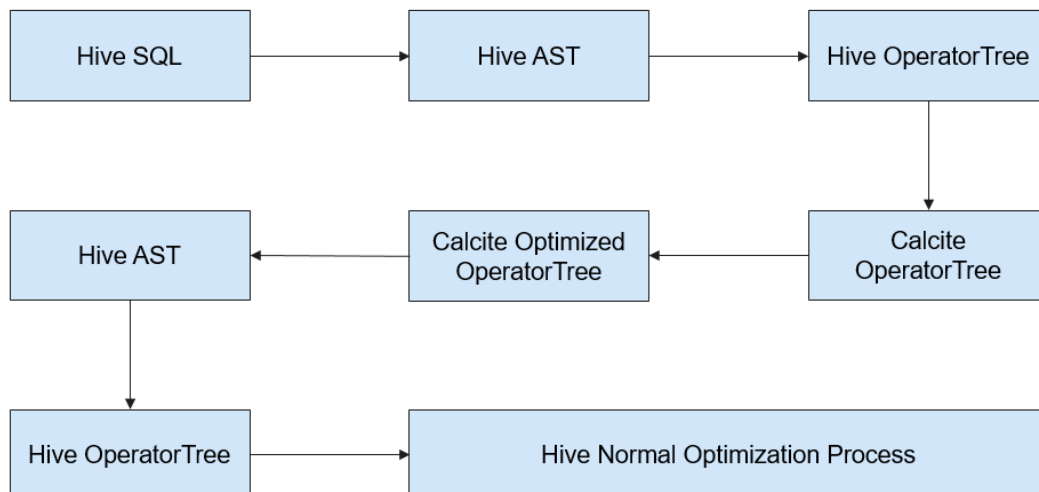 Hive SQL
Hive AST
Hive OperatorTree
Calcite
OperatorTree
Calcite Optimized
OperatorTree
Hive AST
Hive OperatorTree
Hive Normal Optimization Process